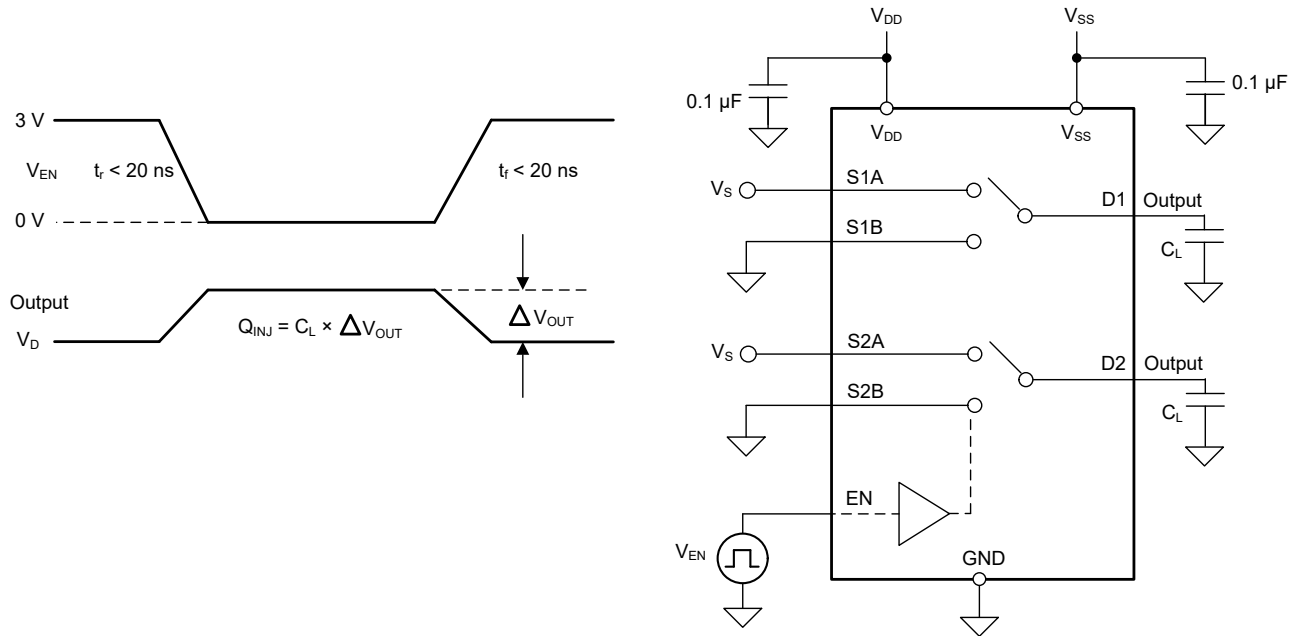 3 V
V_EN
t_r < 20 ns
t_f < 20 ns
0 V
Output
V_D
Q_INJ = C_L × Δ V_OUT
Δ V_OUT
V_DD
V_SS
0.1 µF
0.1 µF
V_DD
V_SS
V_S
S1A
D1
Output
S1B
C_L
V_S
S2A
D2
Output
S2B
C_L
EN
V_EN
GND